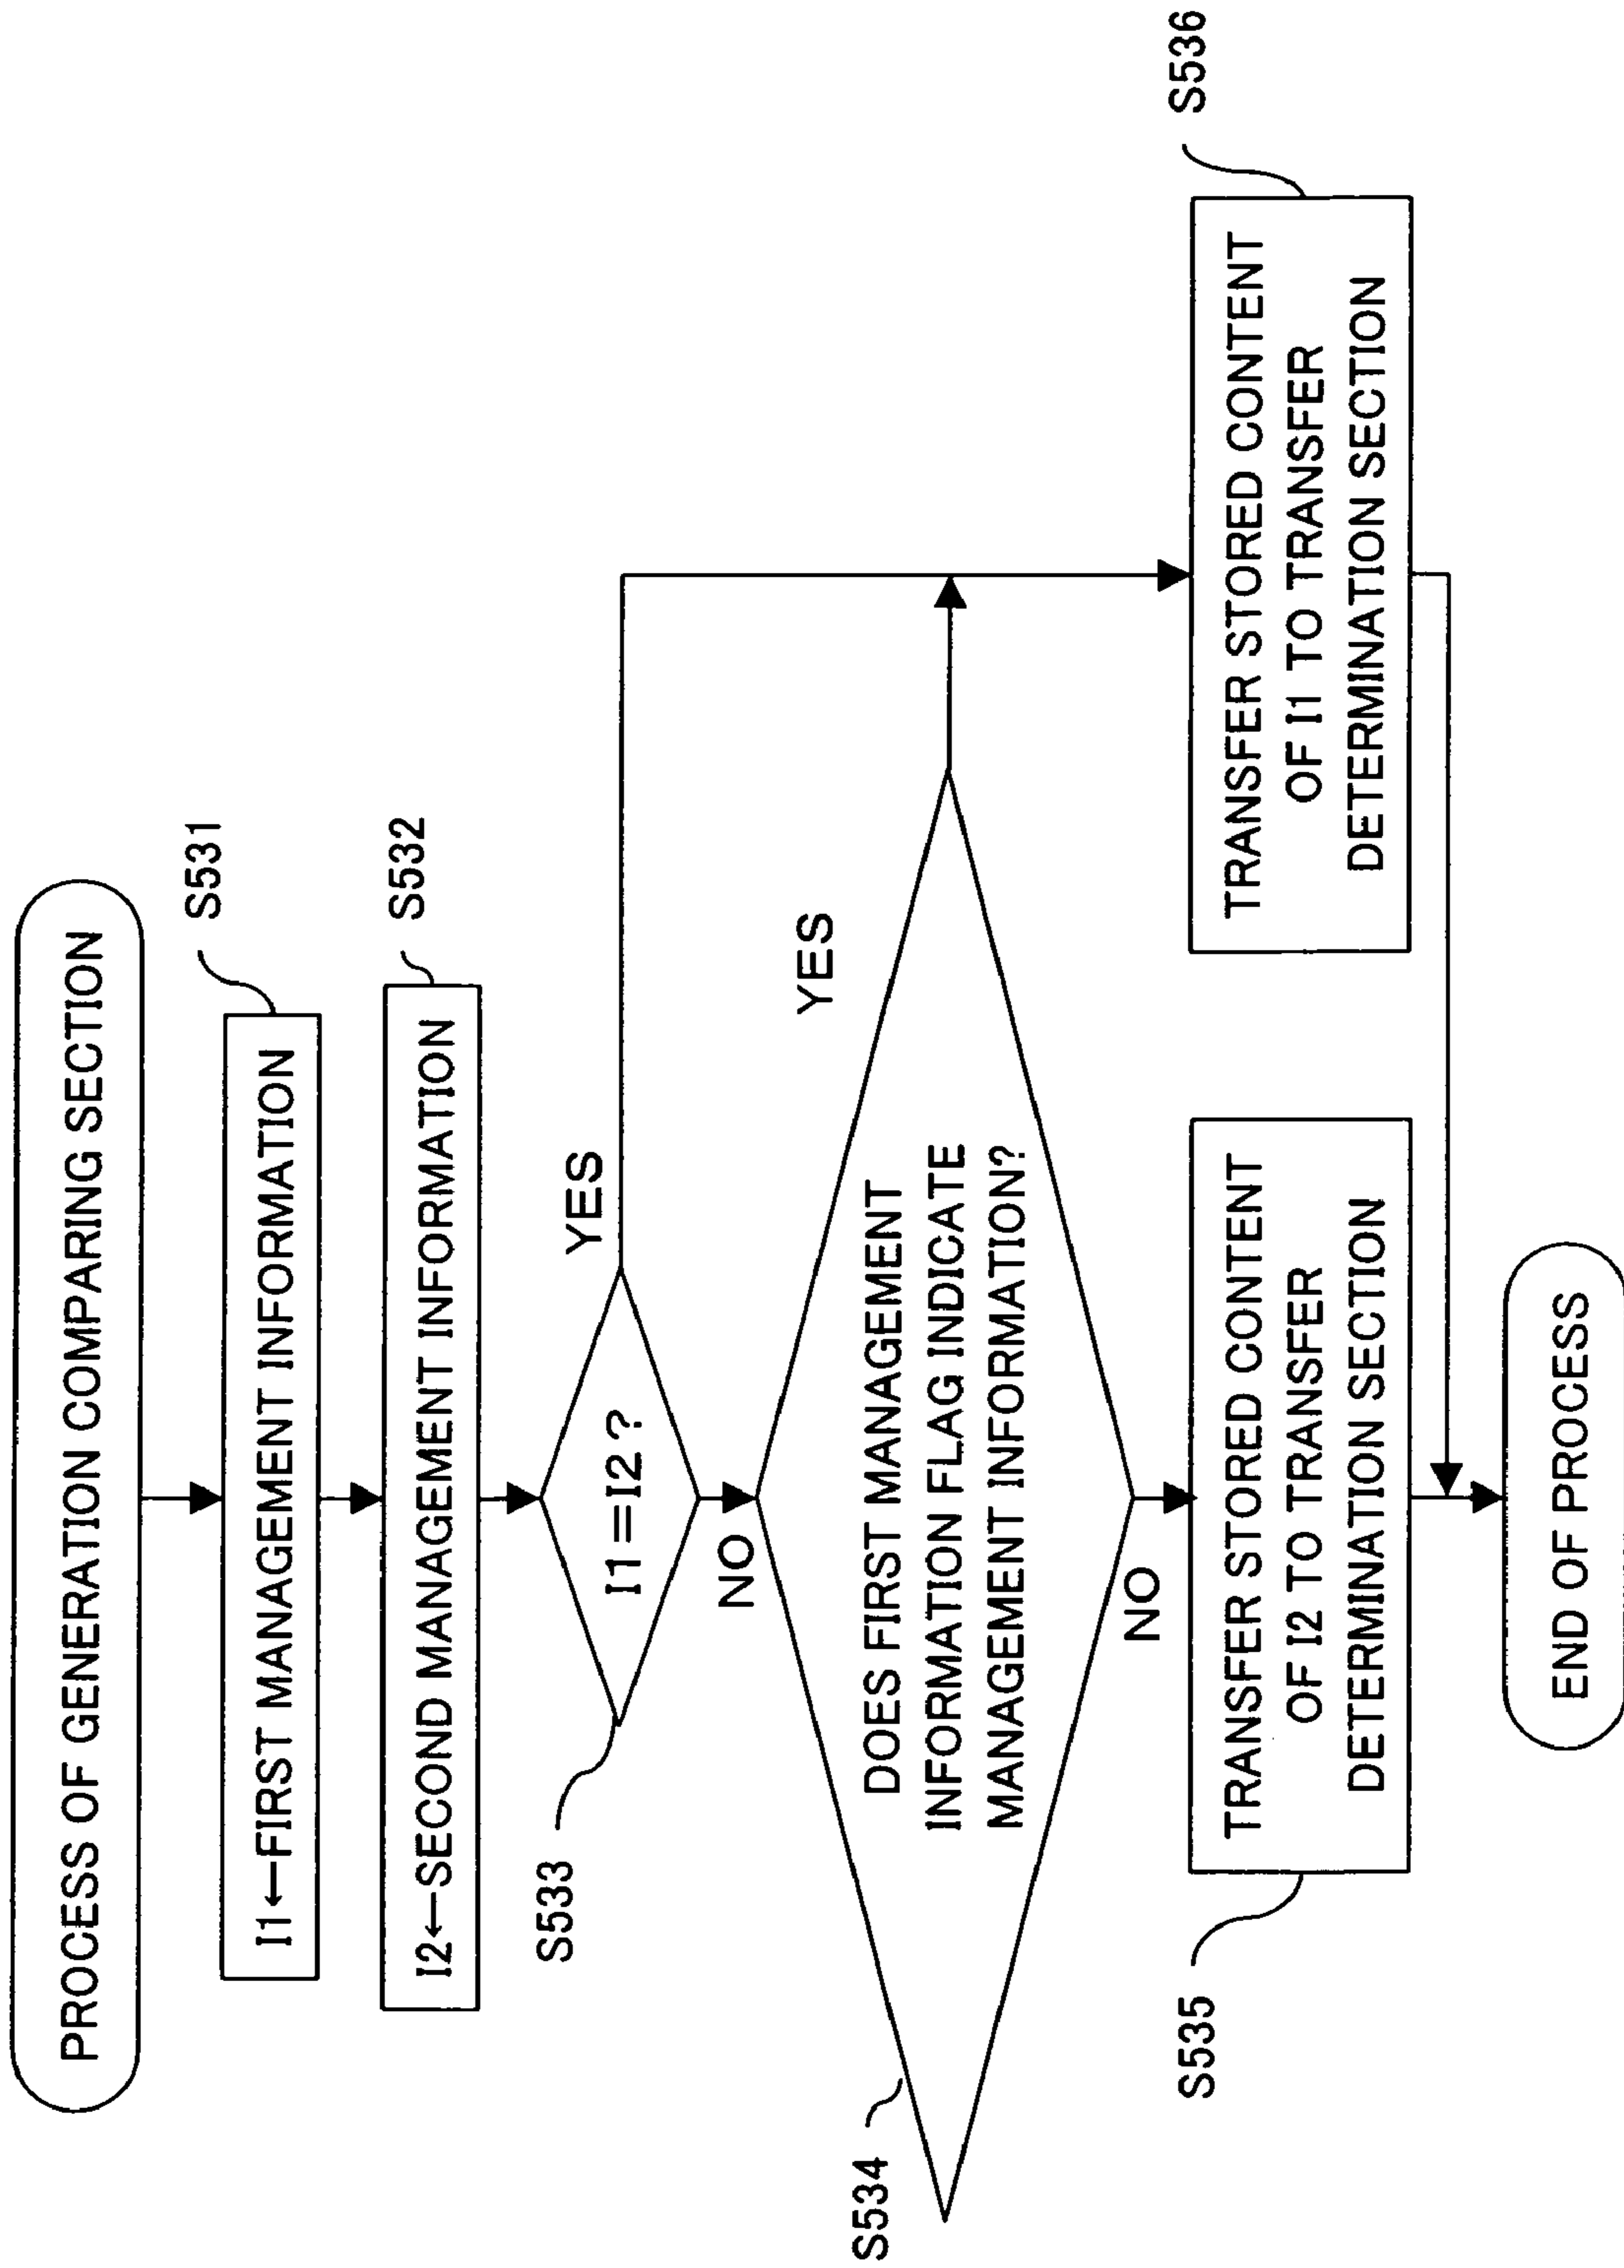 PROCESS OF GENERATION COMPARING SECTION
S531
I1←FIRST MANAGEMENT INFORMATION
S532
I2←SECOND MANAGEMENT INFORMATION
S533
I1=I2?
YES
NO
S534
DOES FIRST MANAGEMENT
INFORMATION FLAG INDICATE
MANAGEMENT INFORMATION?
YES
NO
S535
TRANSFER STORED CONTENT
OF I2 TO TRANSFER
DETERMINATION SECTION
S536
TRANSFER STORED CONTENT
OF I1 TO TRANSFER
DETERMINATION SECTION
END OF PROCESS